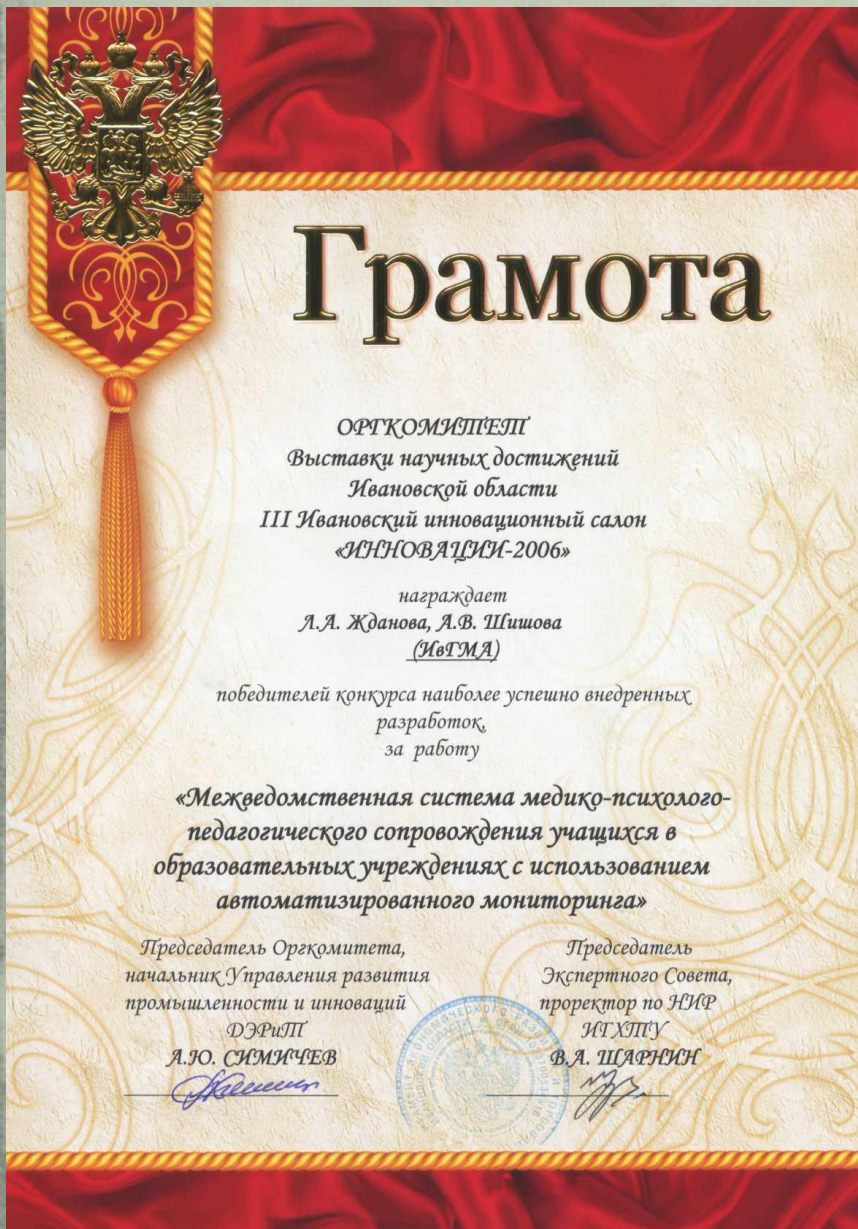 Грамота
ОРГКОМИТЕТ
Выставки научных достижений
Ивановской области
III Ивановский инновационный салон
«ИННОВАЦИИ-2006»
награждает
Л.А. Жданова, А.В. Шишова
(ИвГМА)
победителей конкурса наиболее успешно внедренных
разработок,
за работу
«Межведомственная система медико-психолого-
педагогического сопровождения учащихся в
образовательных учреждениях с использованием
автоматизированного мониторинга»
Председатель Оргкомитета,
начальник Управления развития
промышленности и инноваций
ДЭРиТ
А.Ю. СИМИЧЕВ
Председатель
Экспертного Совета,
проректор по НИР
ИГХТУ
В.А. ШАРНИН